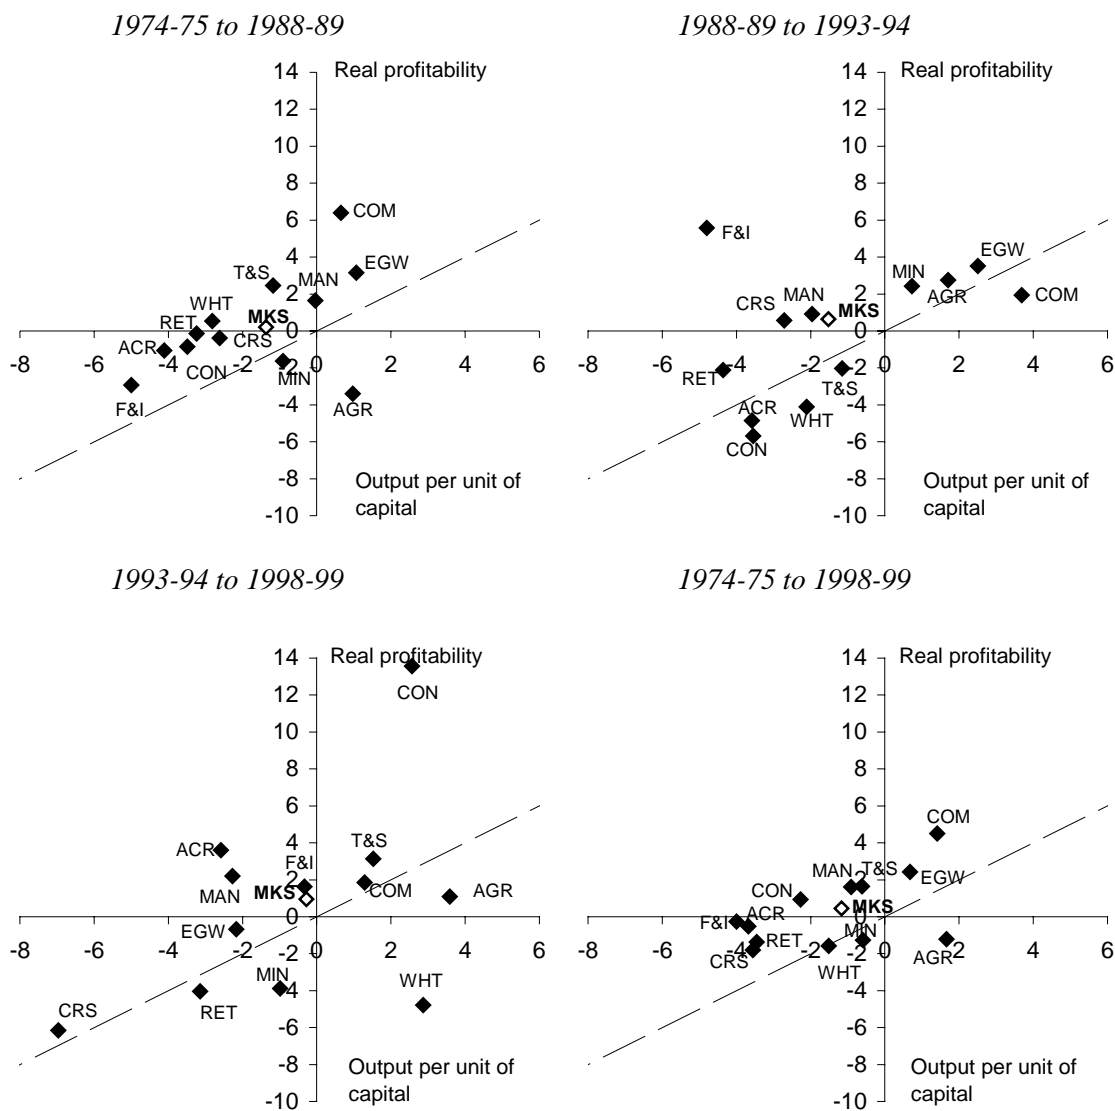 1974-75 to 1988-89
Real profitability
14
12
10
8
6
4
2
0
-2
-4
-6
-8
-10
-8 -6 -4 -2 0 2 4 6
COM
EGW
T&S
MAN
WHT
MKS
RET
CRS
ACR
CON
MIN
F&I
AGR
Output per unit of
capital
1988-89 to 1993-94
Real profitability
14
12
10
8
6
4
2
0
-2
-4
-6
-8
-10
-8 -6 -4 -2 0 2 4 6
F&I
EGW
MIN
AGR
COM
CRS
MAN
MKS
RET
T&S
ACR
WHT
CON
Output per unit of
capital
1993-94 to 1998-99
Real profitability
14
12
10
8
6
4
2
0
-2
-4
-6
-8
-10
-8 -6 -4 -2 0 2 4 6
CON
ACR
T&S
F&I
MAN
MKS
COM
AGR
EGW
MIN
WHT
RET
CRS
Output per unit of
capital
1974-75 to 1998-99
Real profitability
14
12
10
8
6
4
2
0
-2
-4
-6
-8
-10
-8 -6 -4 -2 0 2 4 6
COM
MAN
T&S
EGW
CON
MKS
F&I
ACR
RET
MIN
CRS
WHT
AGR
Output per unit of
capital